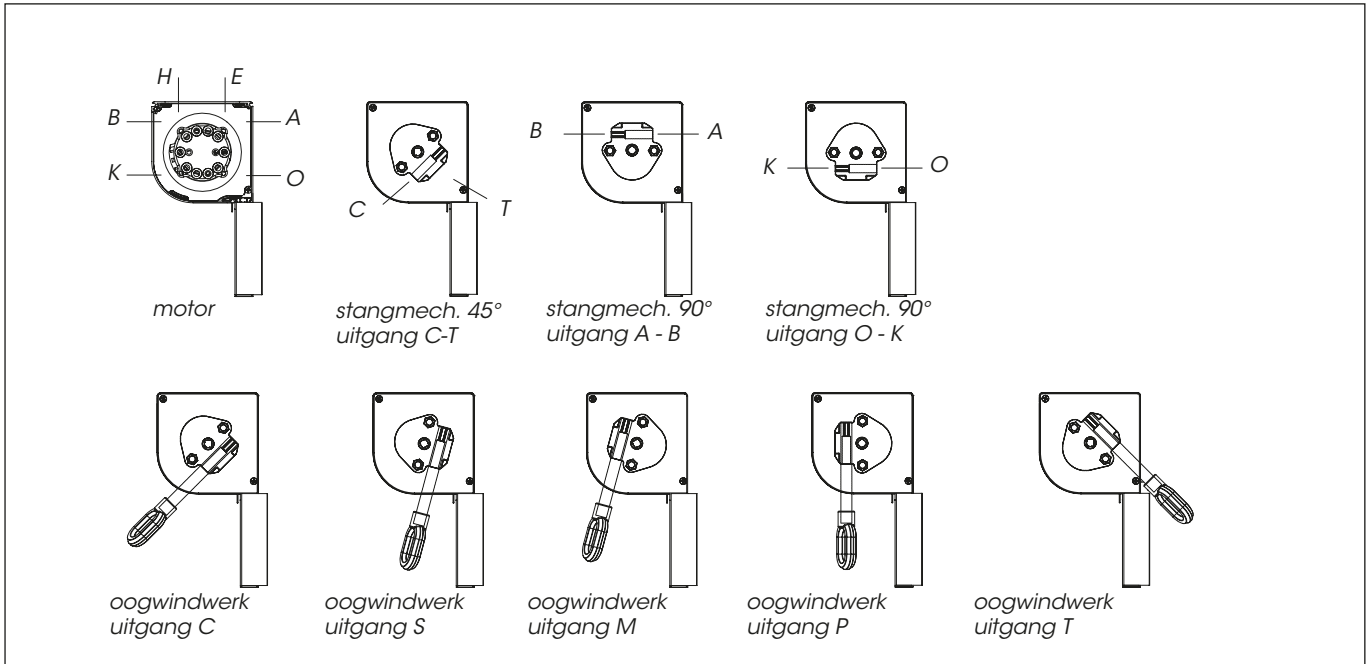 H E
B A
K O
motor
C T
stangmech. 45°
uitgang C-T
B A
stangmech. 90°
uitgang A - B
K O
stangmech. 90°
uitgang O - K
oogwindwerk
uitgang C
oogwindwerk
uitgang S
oogwindwerk
uitgang M
oogwindwerk
uitgang P
oogwindwerk
uitgang T